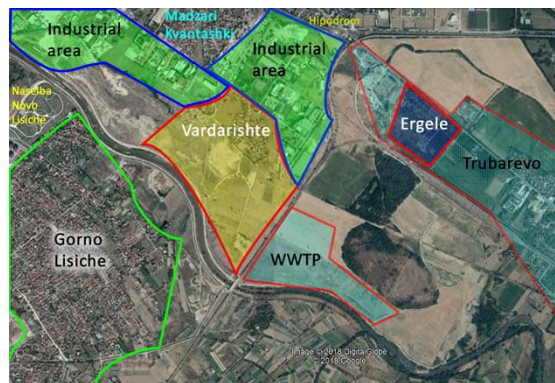 Industrial
area
Madzari
Kvantashki
Hipodrom
Industrial
area
Naselba
Novo
Lisiche
Vardarishte
Ergele
Trubarevo
Gorno
Lisiche
WWTP
Image © 2018 DigitalGlobe
© 2018 Google